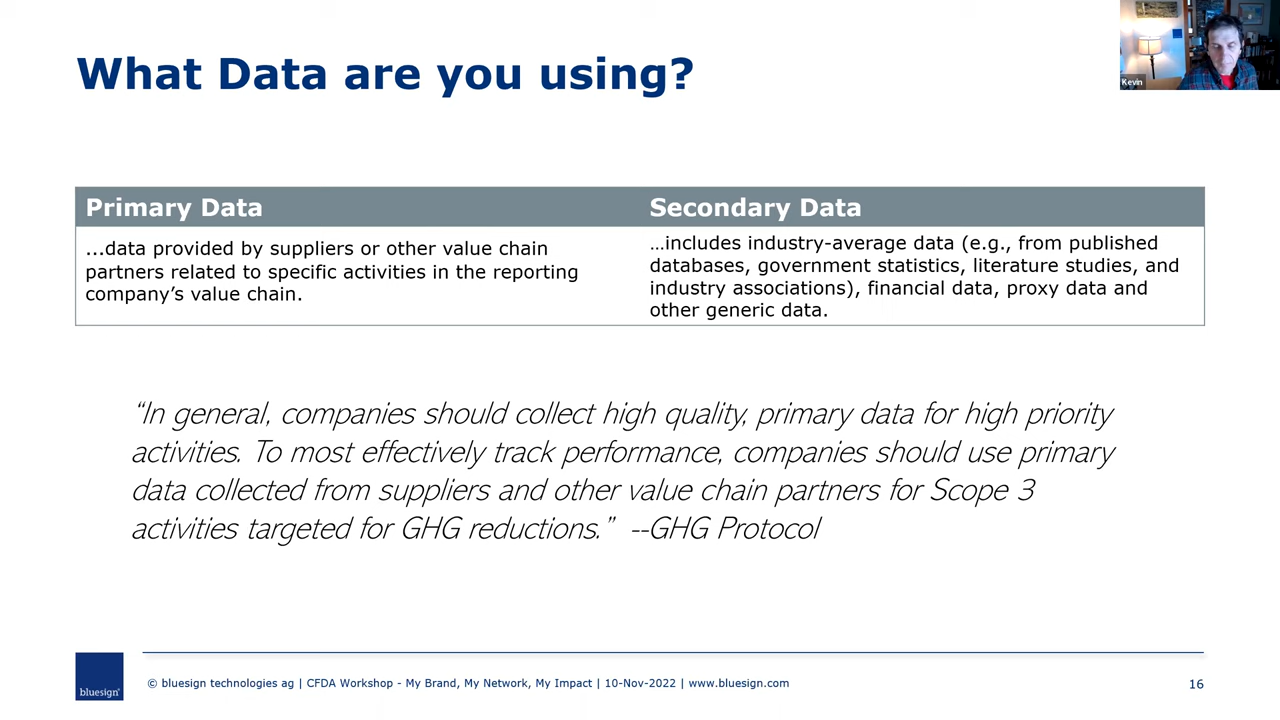 What Data are you using?
Kevin
Primary Data
Secondary Data
...data provided by suppliers or other value chain
partners related to specific activities in the reporting
company’s value chain.
...includes industry-average data (e.g., from published
databases, government statistics, literature studies, and
industry associations), financial data, proxy data and
other generic data.
“In general, companies should collect high quality, primary data for high priority
activities. To most effectively track performance, companies should use primary
data collected from suppliers and other value chain partners for Scope 3
activities targeted for GHG reductions.” --GHG Protocol
bluesign®
© bluesign technologies ag | CFDA Workshop - My Brand, My Network, My Impact | 10-Nov-2022 | www.bluesign.com
16